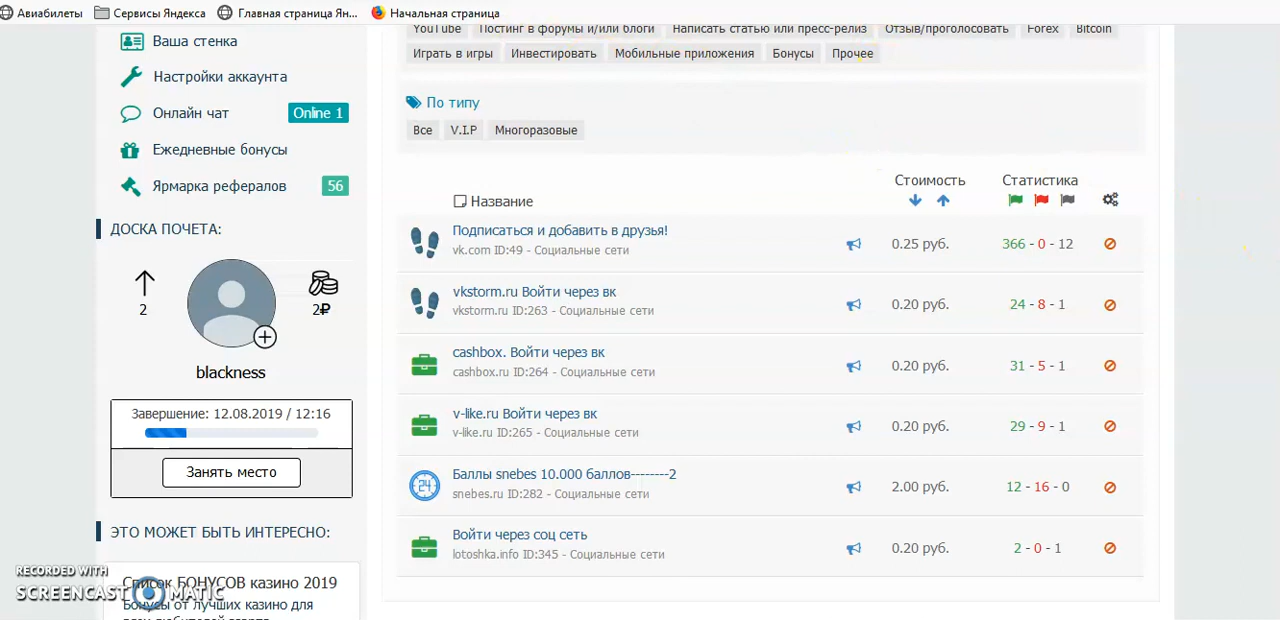 Авиабилеты Сервисы Яндекса Главная страница Ян... Начальная страница
Ваша стенка
Настройки аккаунта
Онлайн чат Online 1
Ежедневные бонусы
Ярмарка рефералов 56
ДОСКА ПОЧЕТА:
2 2₽
blackness
Завершение: 12.08.2019 / 12:16
Занять место
ЭТО МОЖЕТ БЫТЬ ИНТЕРЕСНО:
Список БОНУСОВ казино 2019
Бонусы от лучших казино для
YouTube Постинг в форумы и/или блоги Написать статью или пресс-релиз Отзыв/проголосовать Forex Bitcoin
Играть в игры Инвестировать Мобильные приложения Бонусы Прочее
По типу
Все V.I.P Многоразовые
Название Стоимость Статистика
Подписаться и добавить в друзья!
vk.com ID:49 - Социальные сети
0.25 руб. 366 - 0 - 12
vkstorm.ru Войти через вк
vkstorm.ru ID:263 - Социальные сети
0.20 руб. 24 - 8 - 1
cashbox. Войти через вк
cashbox.ru ID:264 - Социальные сети
0.20 руб. 31 - 5 - 1
v-like.ru Войти через вк
v-like.ru ID:265 - Социальные сети
0.20 руб. 29 - 9 - 1
24
Баллы snebes 10.000 баллов--------2
snebes.ru ID:282 - Социальные сети
2.00 руб. 12 - 16 - 0
Войти через соц сеть
lotoshka.info ID:345 - Социальные сети
0.20 руб. 2 - 0 - 1
RECORDED WITH
SCREENCAST MATIC